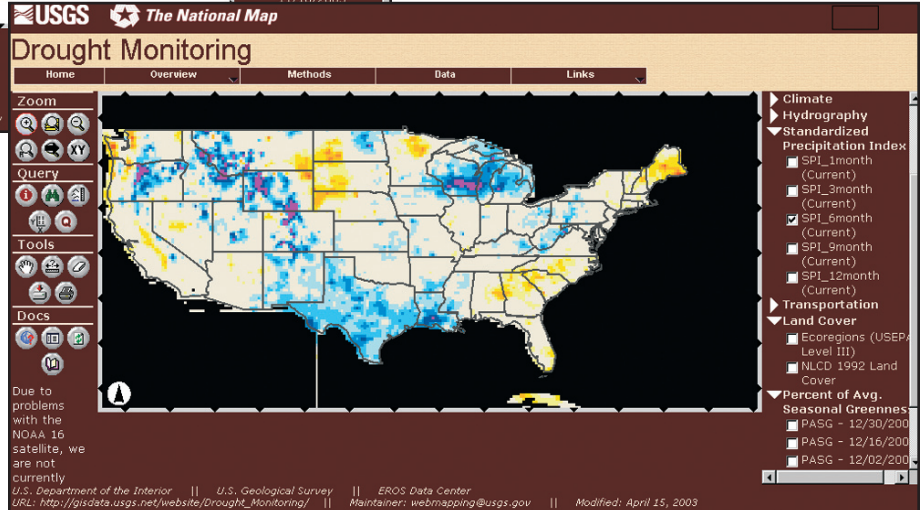 USGS The National Map
Drought Monitoring
Home Overview Methods Data Links
Zoom
XY
Query
Tools
Docs
Due to
problems
with the
NOAA 16
satellite, we
are not
currently
Climate
Hydrography
Standardized
Precipitation Index
SPI_1month
(Current)
SPI_3month
(Current)
SPI_6month
(Current)
SPI_9month
(Current)
SPI_12month
(Current)
Transportation
Land Cover
Ecoregions (USEPA
Level III)
NLCD 1992 Land
Cover
Percent of Avg.
Seasonal Greennes
PASG - 12/30/200
PASG - 12/16/200
PASG - 12/02/200
U.S. Department of the Interior || U.S. Geological Survey || EROS Data Center
URL: http://gisdata.usgs.net/website/Drought_Monitoring/ || Maintainer: webmapping@usgs.gov || Modified: April 15, 2003